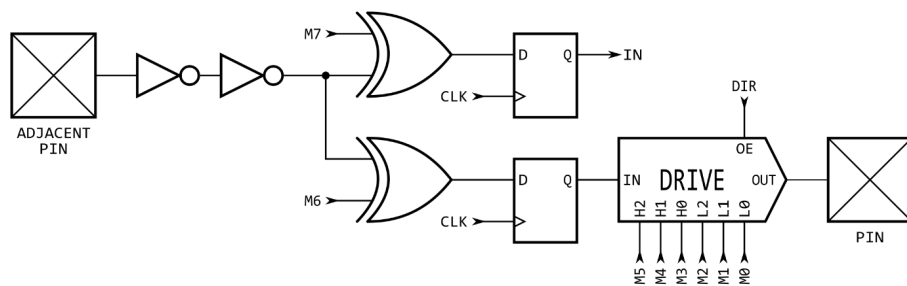 M7
D
Q
IN
CLK
ADJACENT
PIN
DIR
OE
M6
D
Q
IN
DRIVE
OUT
CLK
H2
H1
H0
L2
L1
L0
PIN
M5
M4
M3
M2
M1
M0